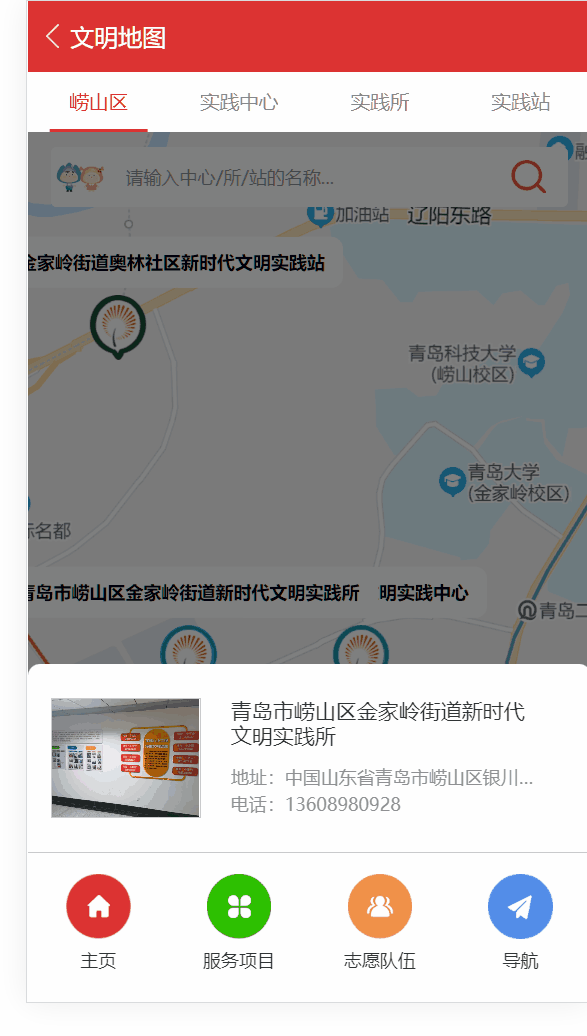 文明地图
崂山区 实践中心 实践所 实践站
融
请输入中心/所/站的名称...
加油站 辽阳东路
金家岭街道奥林社区新时代文明实践站
青岛科技大学
(崂山校区)
青岛大学
(金家岭校区)
示名都
青岛市崂山区金家岭街道新时代文明实践所 明实践中心
青岛二
青岛市崂山区金家岭街道新时代
文明实践所
地址：中国山东省青岛市崂山区银川...
电话：13608980928
主页 服务项目 志愿队伍 导航